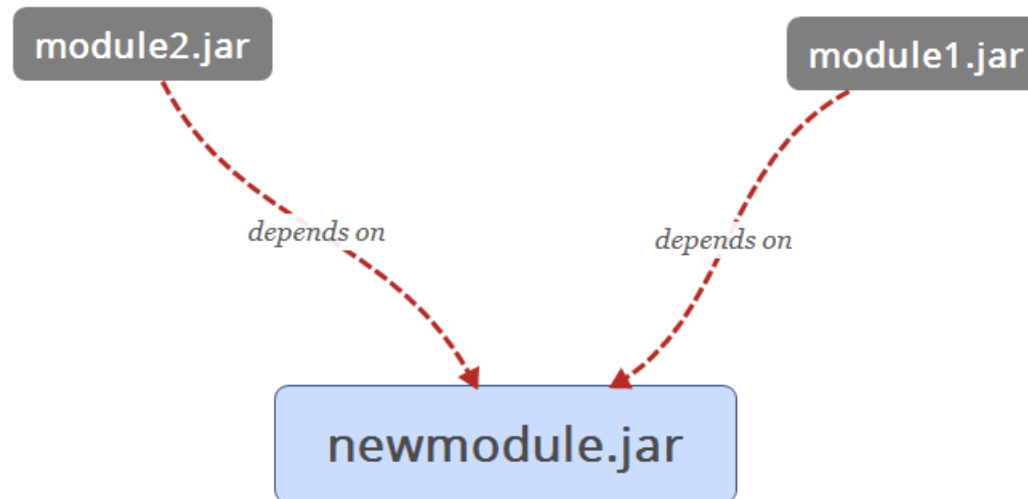 module2.jar
module1.jar
depends on
depends on
newmodule.jar